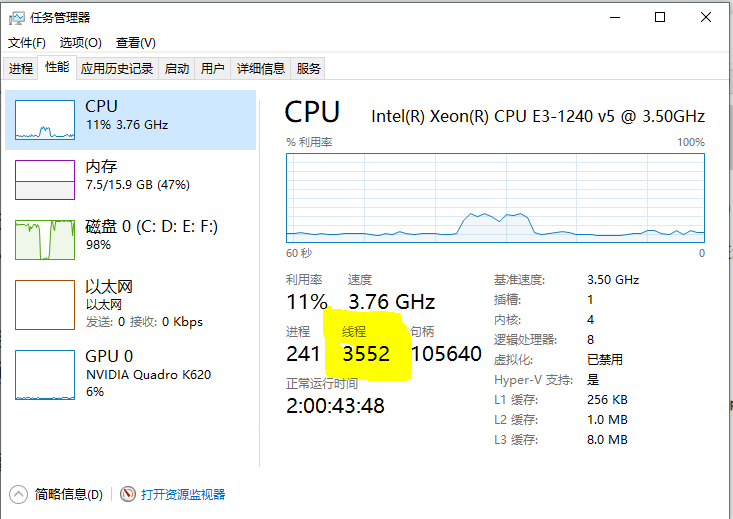 任务管理器
文件(F) 选项(O) 查看(V)
进程 性能 应用历史记录 启动 用户 详细信息 服务
CPU
11% 3.76 GHz
内存
7.5/15.9 GB (47%)
磁盘 0 (C: D: E: F:)
98%
以太网
以太网
发送: 0 接收: 0 Kbps
GPU 0
NVIDIA Quadro K620
6%
CPU Intel(R) Xeon(R) CPU E3-1240 v5 @ 3.50GHz
% 利用率 100%
60 秒 0
利用率 速度
11% 3.76 GHz
进程 线程 句柄
241 3552 105640
正常运行时间
2:00:43:48
基准速度: 3.50 GHz
插槽: 1
内核: 4
逻辑处理器: 8
虚拟化: 已禁用
Hyper-V 支持: 是
L1 缓存: 256 KB
L2 缓存: 1.0 MB
L3 缓存: 8.0 MB
简略信息(D) 打开资源监视器